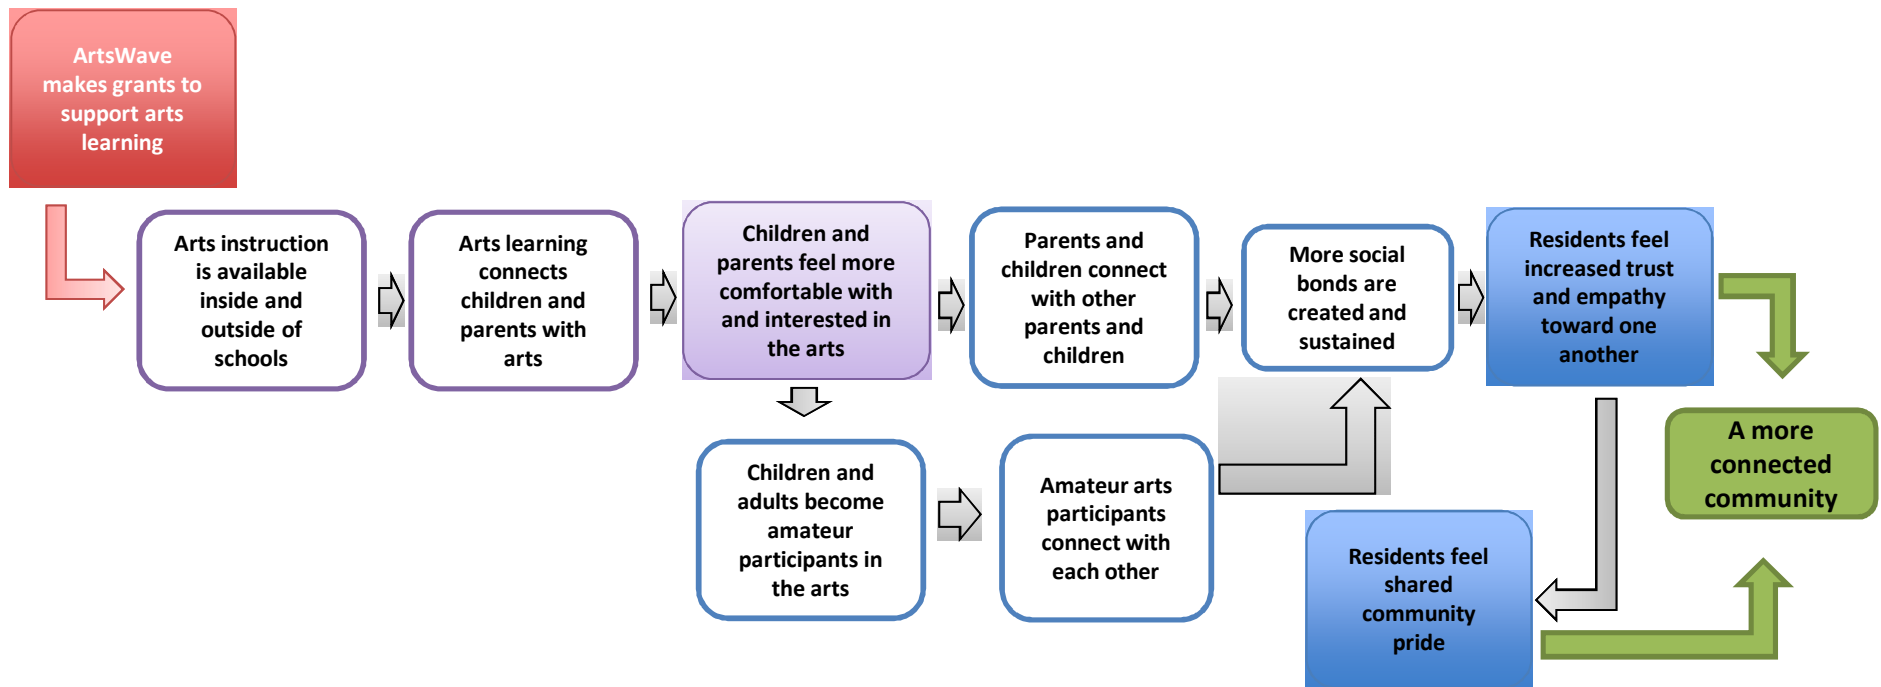 ArtsWave
makes grants to
support arts
learning
Arts instruction
is available
inside and
outside of
schools
Arts learning
connects
children and
parents with
arts
Children and
parents feel more
comfortable with
and interested in
the arts
Parents and
children connect
with other
parents and
children
More social
bonds are
created and
sustained
Residents feel
increased trust
and empathy
toward one
another
A more
connected
community
Children and
adults become
amateur
participants in
the arts
Amateur arts
participants
connect with
each other
Residents feel
shared
community
pride